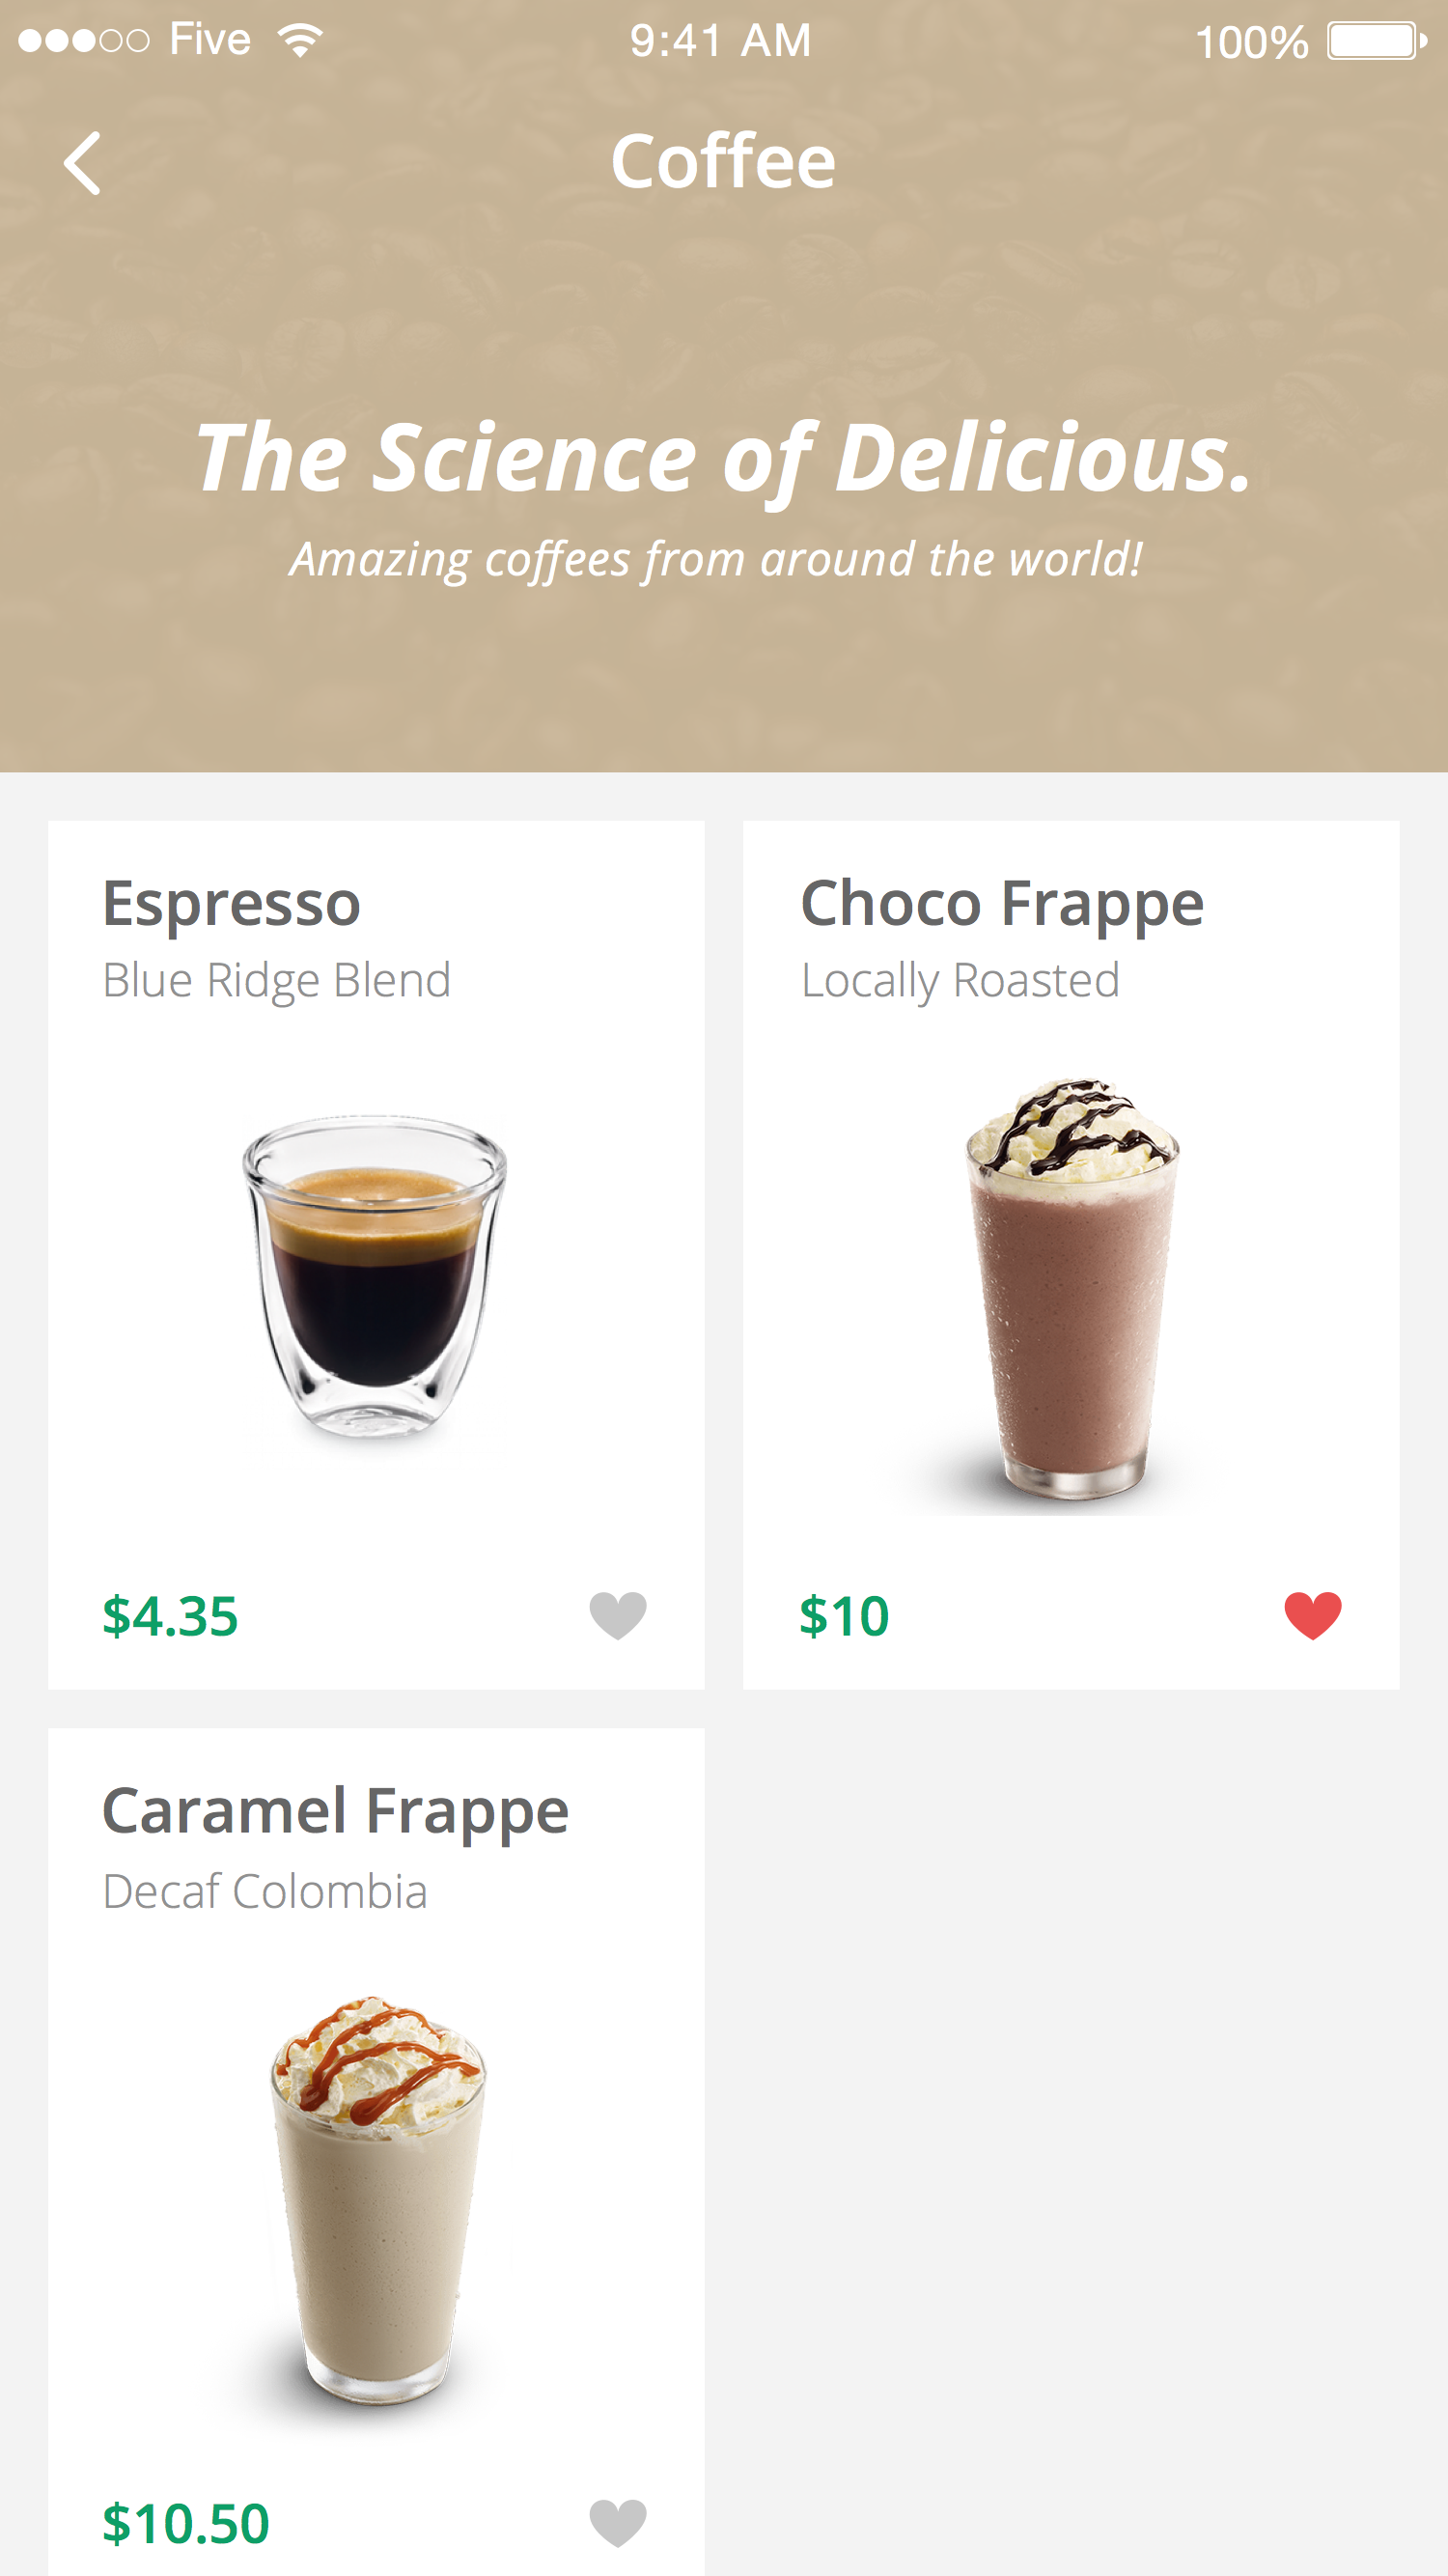 Five 9:41 AM 100%
Coffee
The Science of Delicious.
Amazing coffees from around the world!
Espresso
Blue Ridge Blend
$4.35
Choco Frappe
Locally Roasted
$10
Caramel Frappe
Decaf Colombia
$10.50